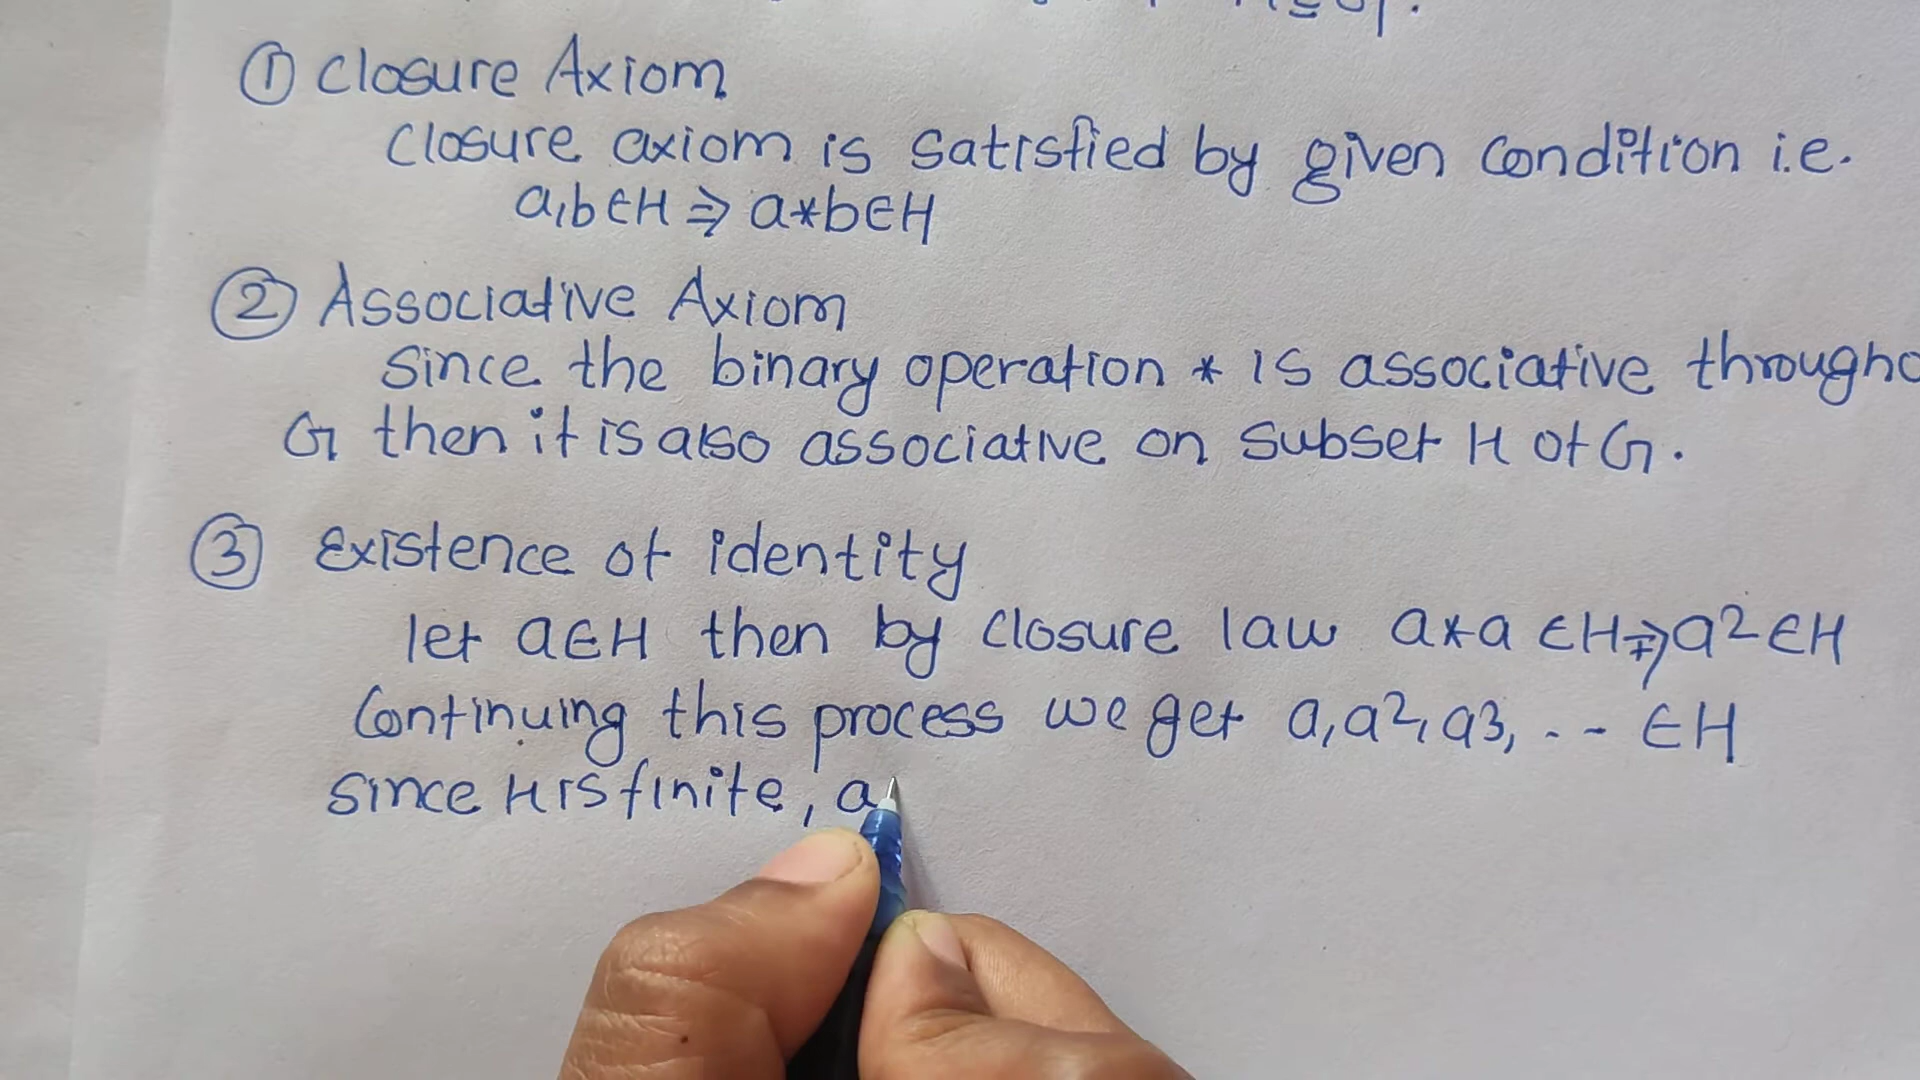 ① Closure Axiom
Closure axiom is satisfied by given condition i.e.
a,b∈H ⇒ a*b∈H
② Associative Axiom
Since the binary operation * is associative
G then it is also associative on subset H of G.
③ Existence of identity
let a∈H then by closure law a*a ∈H ⇒ a² ∈H
Continuing this process we get a, a², a3, .-- ∈H
since H is finite, a